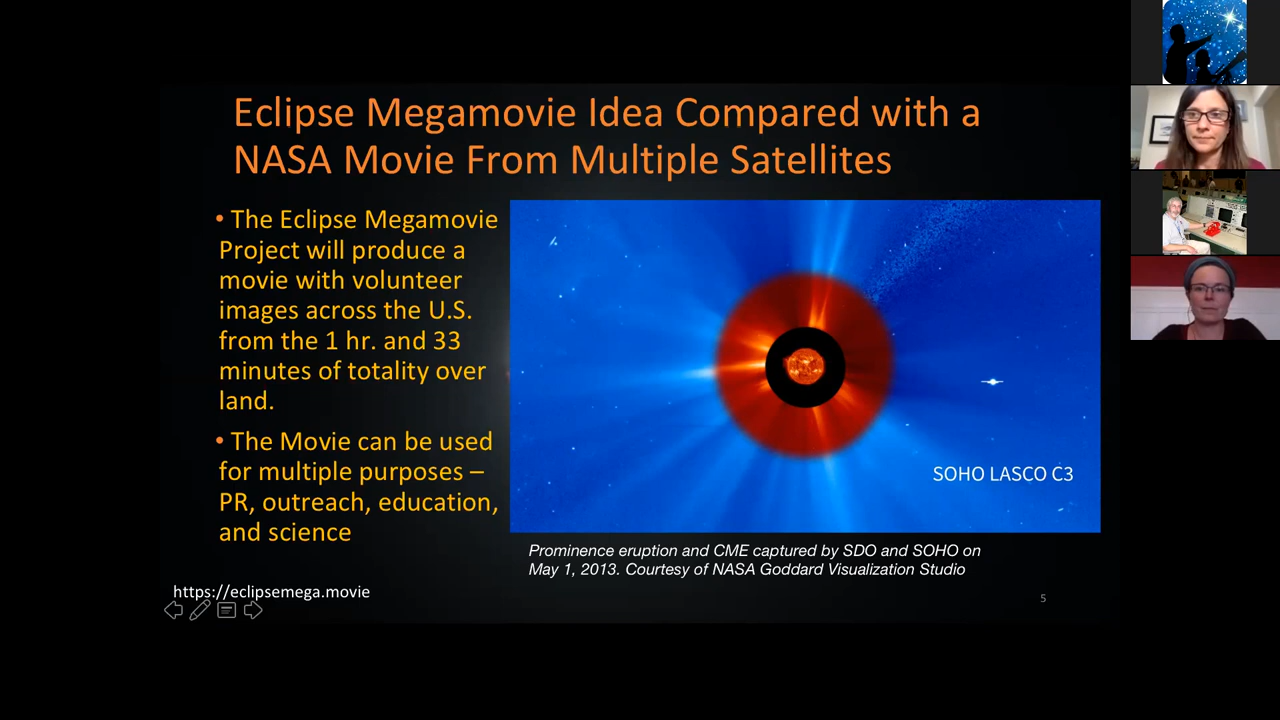 Eclipse Megamovie Idea Compared with a
NASA Movie From Multiple Satellites
• The Eclipse Megamovie
Project will produce a
movie with volunteer
images across the U.S.
from the 1 hr. and 33
minutes of totality over
land.
• The Movie can be used
for multiple purposes –
PR, outreach, education,
and science
SOHO LASCO C3
Prominence eruption and CME captured by SDO and SOHO on
May 1, 2013. Courtesy of NASA Goddard Visualization Studio
https://eclipsemega.movie
5